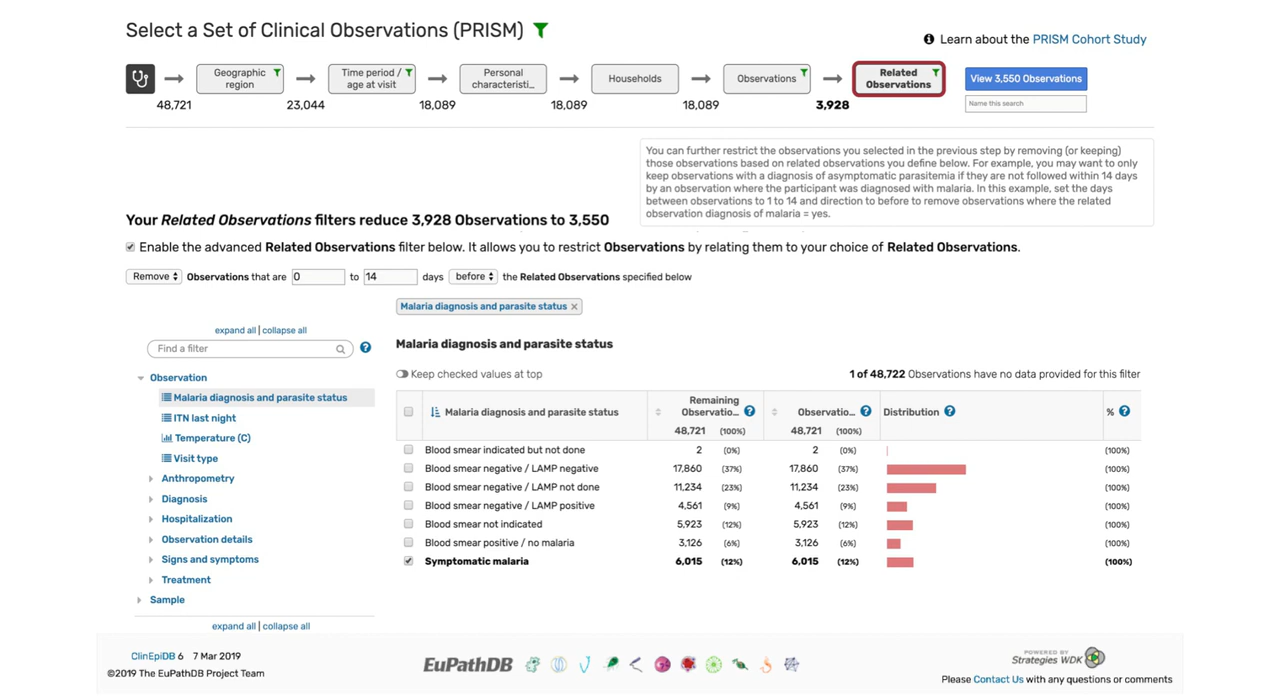 Select a Set of Clinical Observations (PRISM)
Learn about the PRISM Cohort Study
Geographic region
Time period / age at visit
Personal characteristi...
Households
Observations
Related Observations
View 3,550 Observations
48,721
23,044
18,089
18,089
18,089
3,928
Name this search
You can further restrict the observations you selected in the previous step by removing (or keeping)
those observations based on related observations you define below. For example, you may want to only
keep observations with a diagnosis of asymptomatic parasitemia if they are not followed within 14 days
by an observation where the participant was diagnosed with malaria. In this example, set the days
between observations to 1 to 14 and direction to before to remove observations where the related
observation diagnosis of malaria = yes.
Your Related Observations filters reduce 3,928 Observations to 3,550
Enable the advanced Related Observations filter below. It allows you to restrict Observations by relating them to your choice of Related Observations.
Remove Observations that are 0 to 14 days before the Related Observations specified below
Malaria diagnosis and parasite status ×
expand all | collapse all
Find a filter
Observation
Malaria diagnosis and parasite status
ITN last night
Temperature (C)
Visit type
Anthropometry
Diagnosis
Hospitalization
Observation details
Signs and symptoms
Treatment
Sample
expand all | collapse all
Malaria diagnosis and parasite status
Keep checked values at top
1 of 48,722 Observations have no data provided for this filter
Malaria diagnosis and parasite status Remaining Observatio... Observatio... Distribution %
48,721 (100%) 48,721 (100%)
Blood smear indicated but not done 2 (0%) 2 (0%) (100%)
Blood smear negative / LAMP negative 17,860 (37%) 17,860 (37%) (100%)
Blood smear negative / LAMP not done 11,234 (23%) 11,234 (23%) (100%)
Blood smear negative / LAMP positive 4,561 (9%) 4,561 (9%) (100%)
Blood smear not indicated 5,923 (12%) 5,923 (12%) (100%)
Blood smear positive / no malaria 3,126 (6%) 3,126 (6%) (100%)
Symptomatic malaria 6,015 (12%) 6,015 (12%) (100%)
ClinEpiDB 6 7 Mar 2019
©2019 The EuPathDB Project Team
EuPathDB
POWERED BY
Strategies WDK
Please Contact Us with any questions or comments